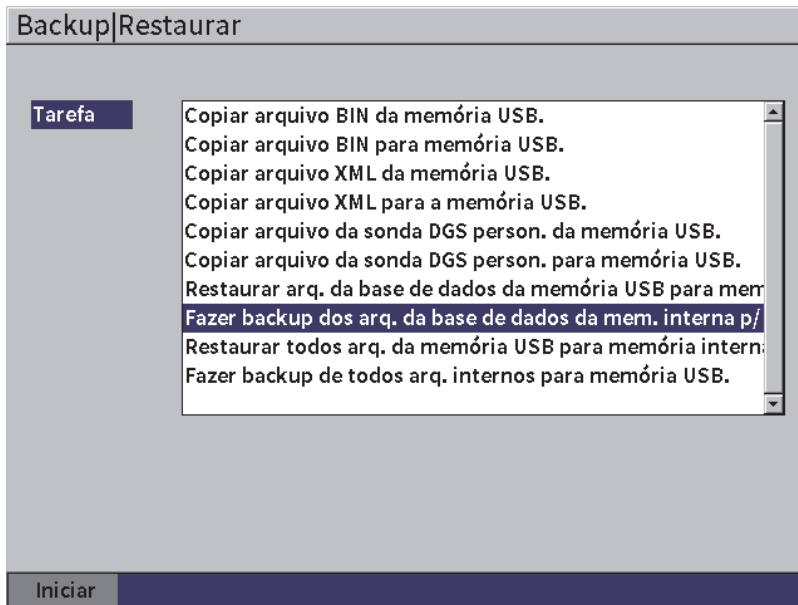 Backup|Restaurar
Tarefa
Copiar arquivo BIN da memória USB.
Copiar arquivo BIN para memória USB.
Copiar arquivo XML da memória USB.
Copiar arquivo XML para a memória USB.
Copiar arquivo da sonda DGS person. da memória USB.
Copiar arquivo da sonda DGS person. para memória USB.
Restaurar arq. da base de dados da memória USB para mem
Fazer backup dos arq. da base de dados da mem. interna p/
Restaurar todos arq. da memória USB para memória intern
Fazer backup de todos arq. internos para memória USB.
Iniciar